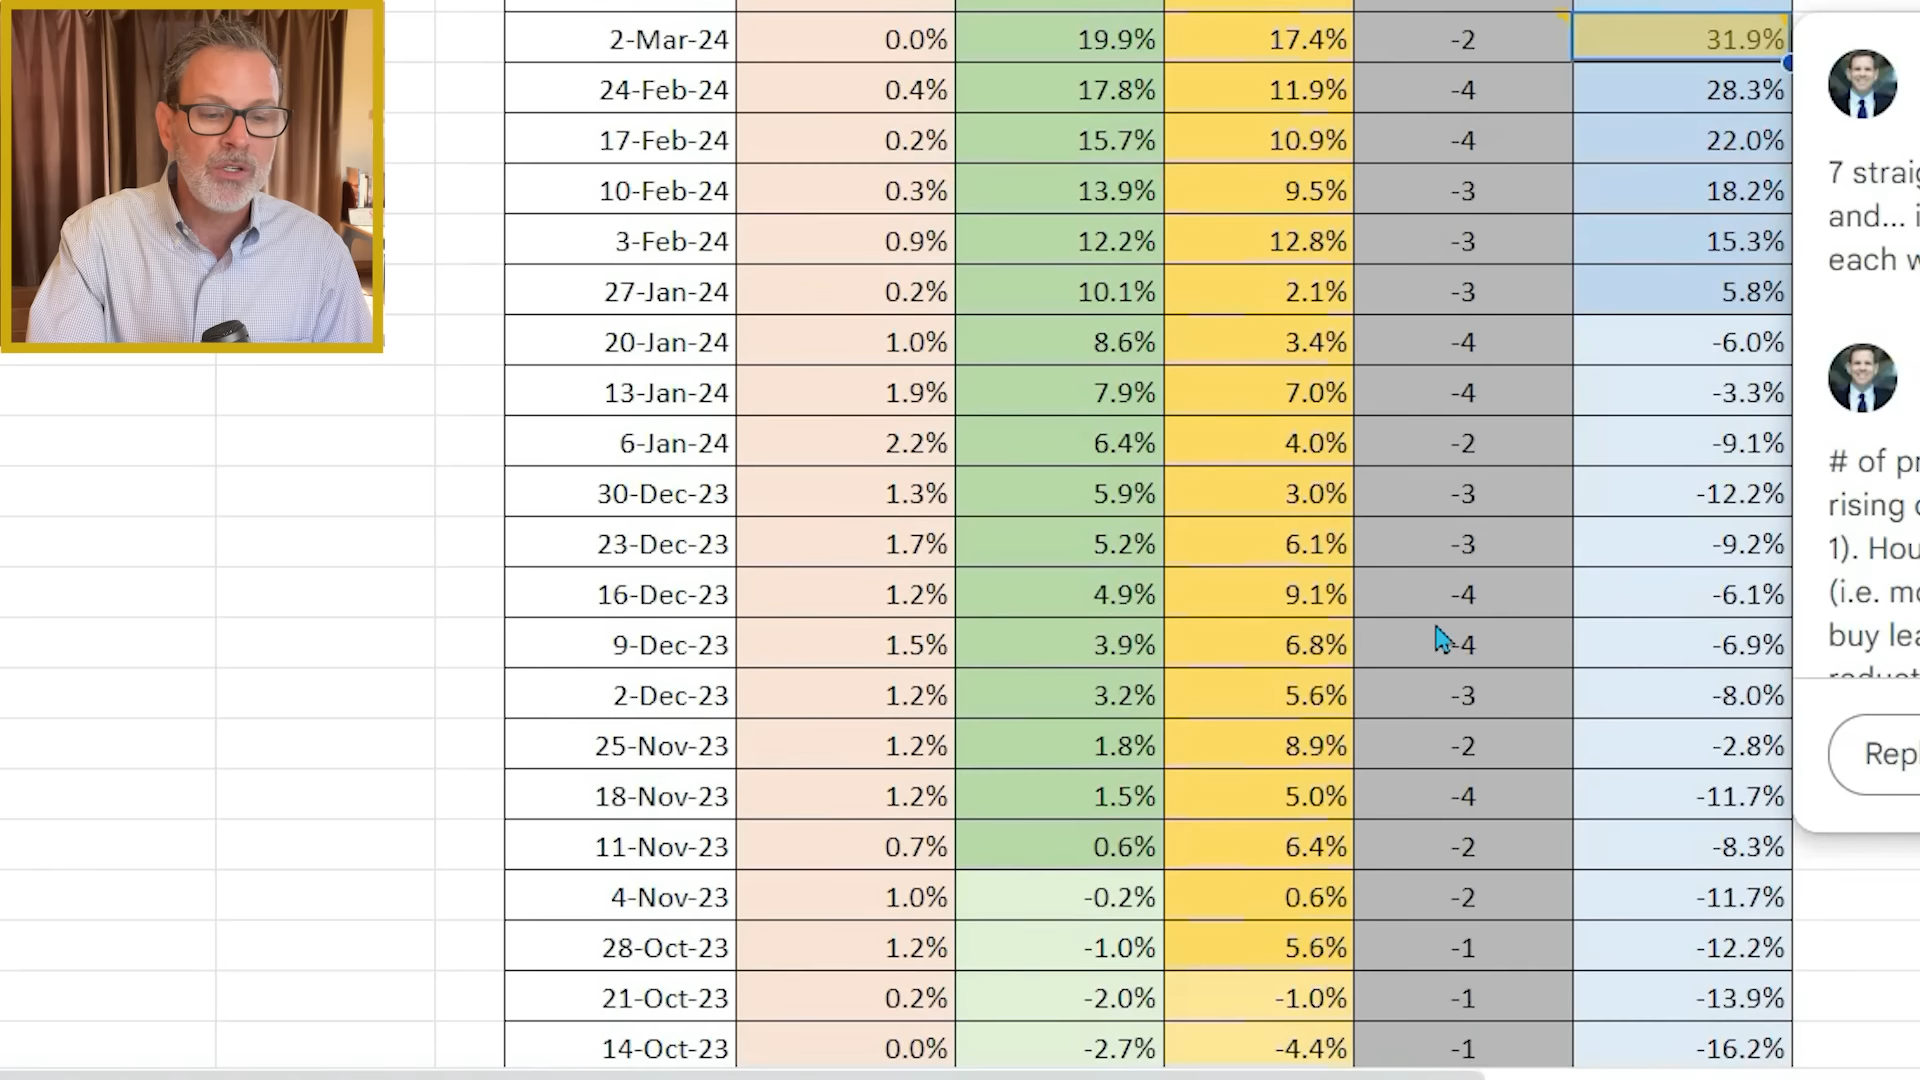 2-Mar-24 0.0% 19.9% 17.4% -2 31.9%
24-Feb-24 0.4% 17.8% 11.9% -4 28.3%
17-Feb-24 0.2% 15.7% 10.9% -4 22.0%
10-Feb-24 0.3% 13.9% 9.5% -3 18.2%
3-Feb-24 0.9% 12.2% 12.8% -3 15.3%
27-Jan-24 0.2% 10.1% 2.1% -3 5.8%
20-Jan-24 1.0% 8.6% 3.4% -4 -6.0%
13-Jan-24 1.9% 7.9% 7.0% -4 -3.3%
6-Jan-24 2.2% 6.4% 4.0% -2 -9.1%
30-Dec-23 1.3% 5.9% 3.0% -3 -12.2%
23-Dec-23 1.7% 5.2% 6.1% -3 -9.2%
16-Dec-23 1.2% 4.9% 9.1% -4 -6.1%
9-Dec-23 1.5% 3.9% 6.8% -4 -6.9%
2-Dec-23 1.2% 3.2% 5.6% -3 -8.0%
25-Nov-23 1.2% 1.8% 8.9% -2 -2.8%
18-Nov-23 1.2% 1.5% 5.0% -4 -11.7%
11-Nov-23 0.7% 0.6% 6.4% -2 -8.3%
4-Nov-23 1.0% -0.2% 0.6% -2 -11.7%
28-Oct-23 1.2% -1.0% 5.6% -1 -12.2%
21-Oct-23 0.2% -2.0% -1.0% -1 -13.9%
14-Oct-23 0.0% -2.7% -4.4% -1 -16.2%
7 straig
and... i
each w
# of pr
rising
1). Hou
(i.e. mo
buy lea
Repl